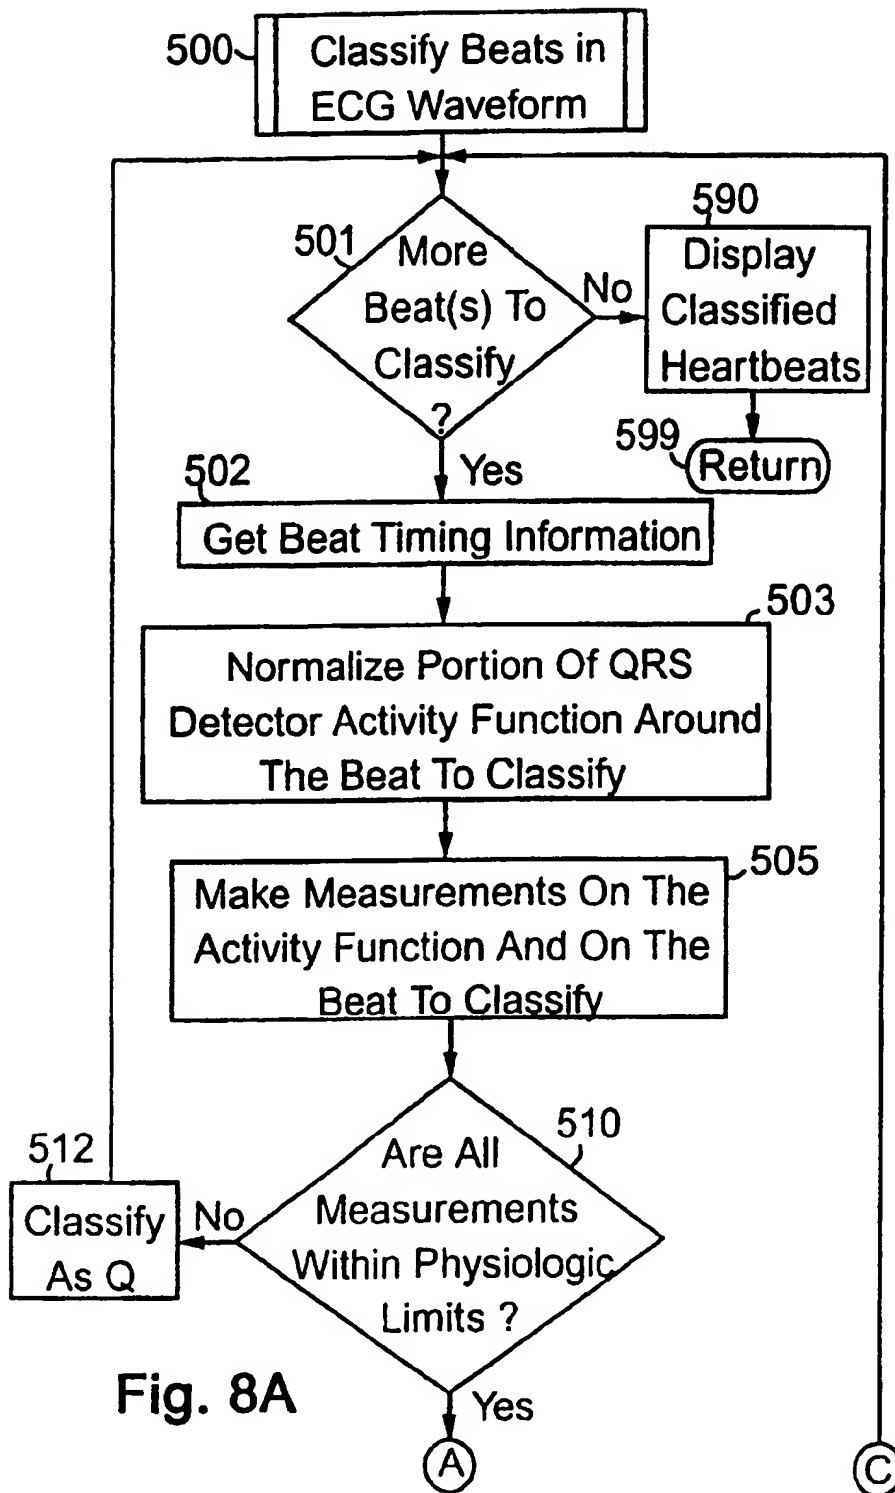 500
Classify Beats in
ECG Waveform
501
More
Beat(s) To
Classify
?
No
590
Display
Classified
Heartbeats
599
Return
Yes
502
Get Beat Timing Information
503
Normalize Portion Of QRS
Detector Activity Function Around
The Beat To Classify
505
Make Measurements On The
Activity Function And On The
Beat To Classify
510
Are All
Measurements
Within Physiologic
Limits ?
No
512
Classify
As Q
Yes
Fig. 8A
A
C